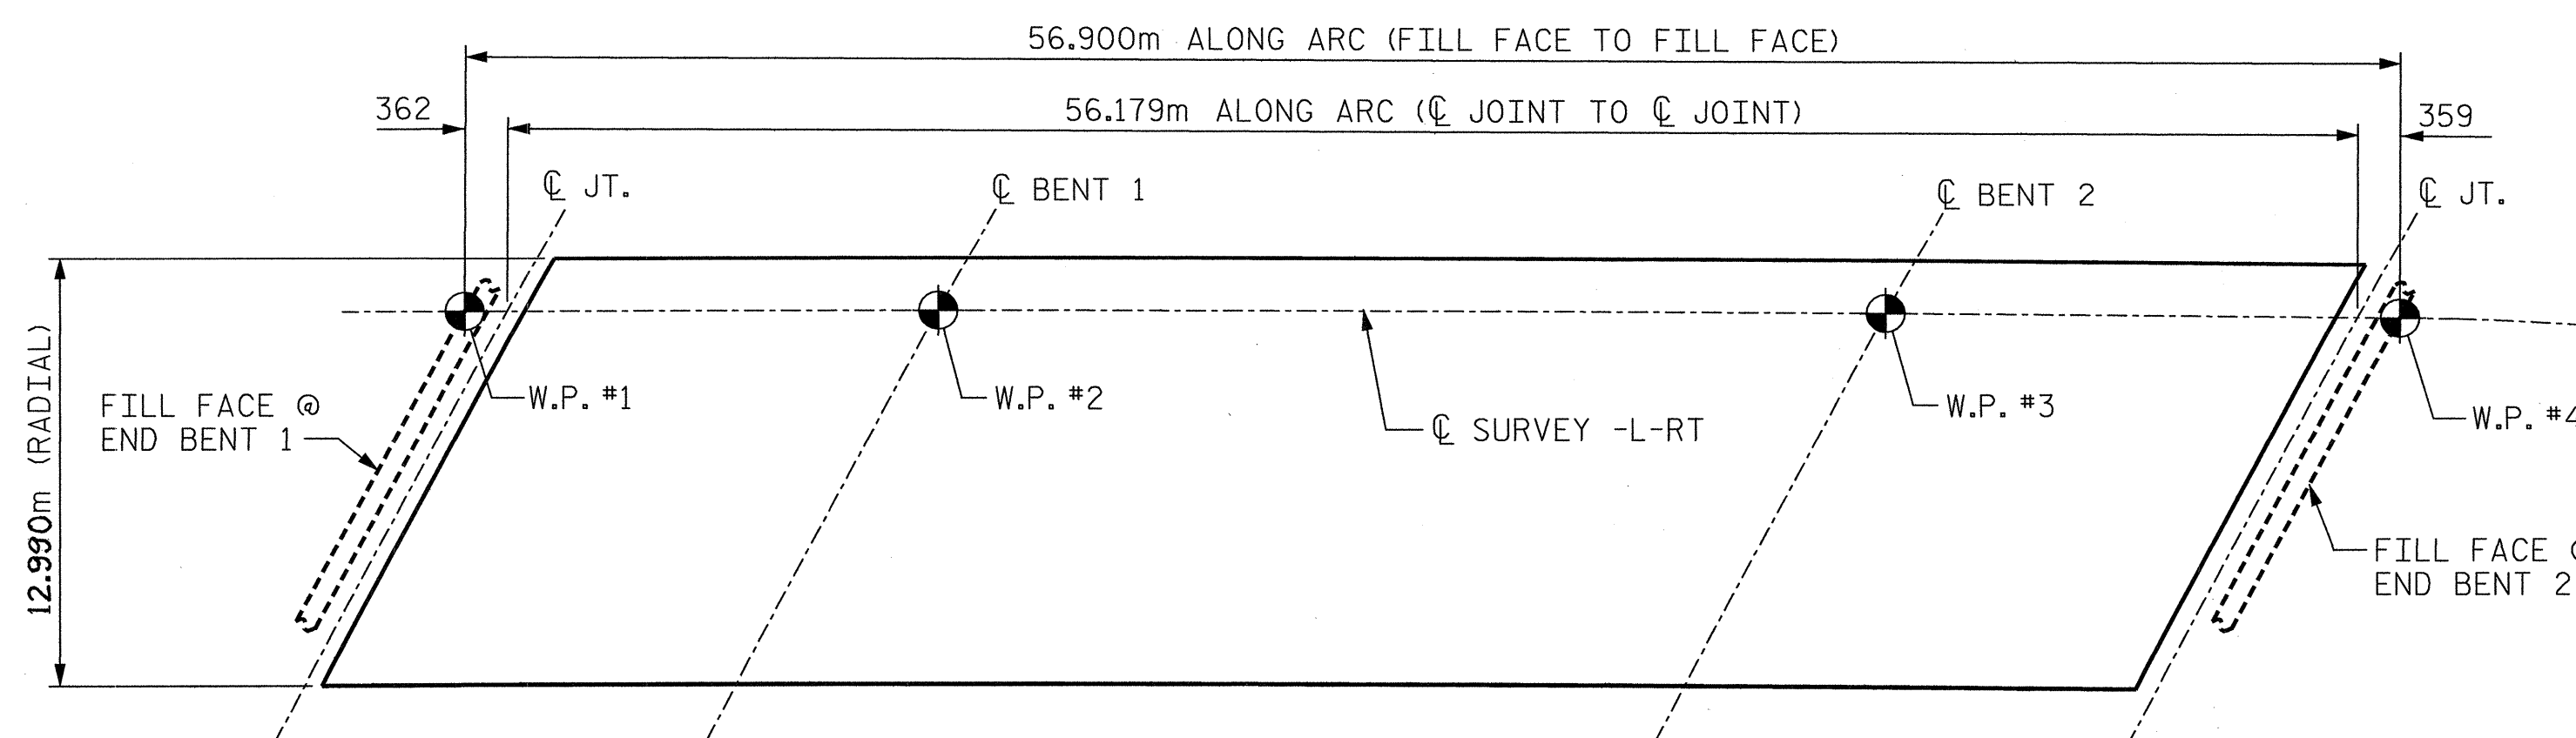 56.900m ALONG ARC (FILL FACE TO FILL FACE)
362
56.179m ALONG ARC (℄ JOINT TO ℄ JOINT)
359
℄ JT.
℄ BENT 1
℄ BENT 2
℄ JT.
12.990m (RADIAL)
FILL FACE @
END BENT 1
W.P. #1
W.P. #2
℄ SURVEY -L-RT
W.P. #3
W.P. #4
FILL FACE
END BENT 2